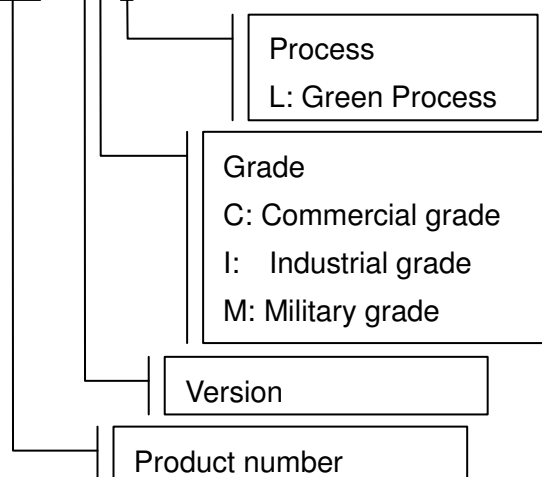 Process
L: Green Process
Grade
C: Commercial grade
I: Industrial grade
M: Military grade
Version
Product number